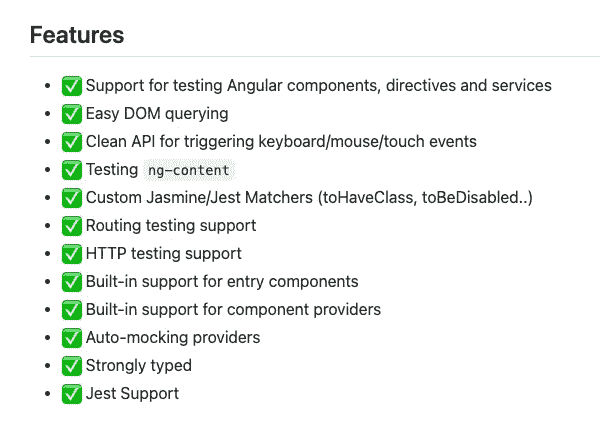 Features
✅ Support for testing Angular components, directives and services
✅ Easy DOM querying
✅ Clean API for triggering keyboard/mouse/touch events
✅ Testing ng-content
✅ Custom Jasmine/Jest Matchers (toHaveClass, toBeDisabled..)
✅ Routing testing support
✅ HTTP testing support
✅ Built-in support for entry components
✅ Built-in support for component providers
✅ Auto-mocking providers
✅ Strongly typed
✅ Jest Support